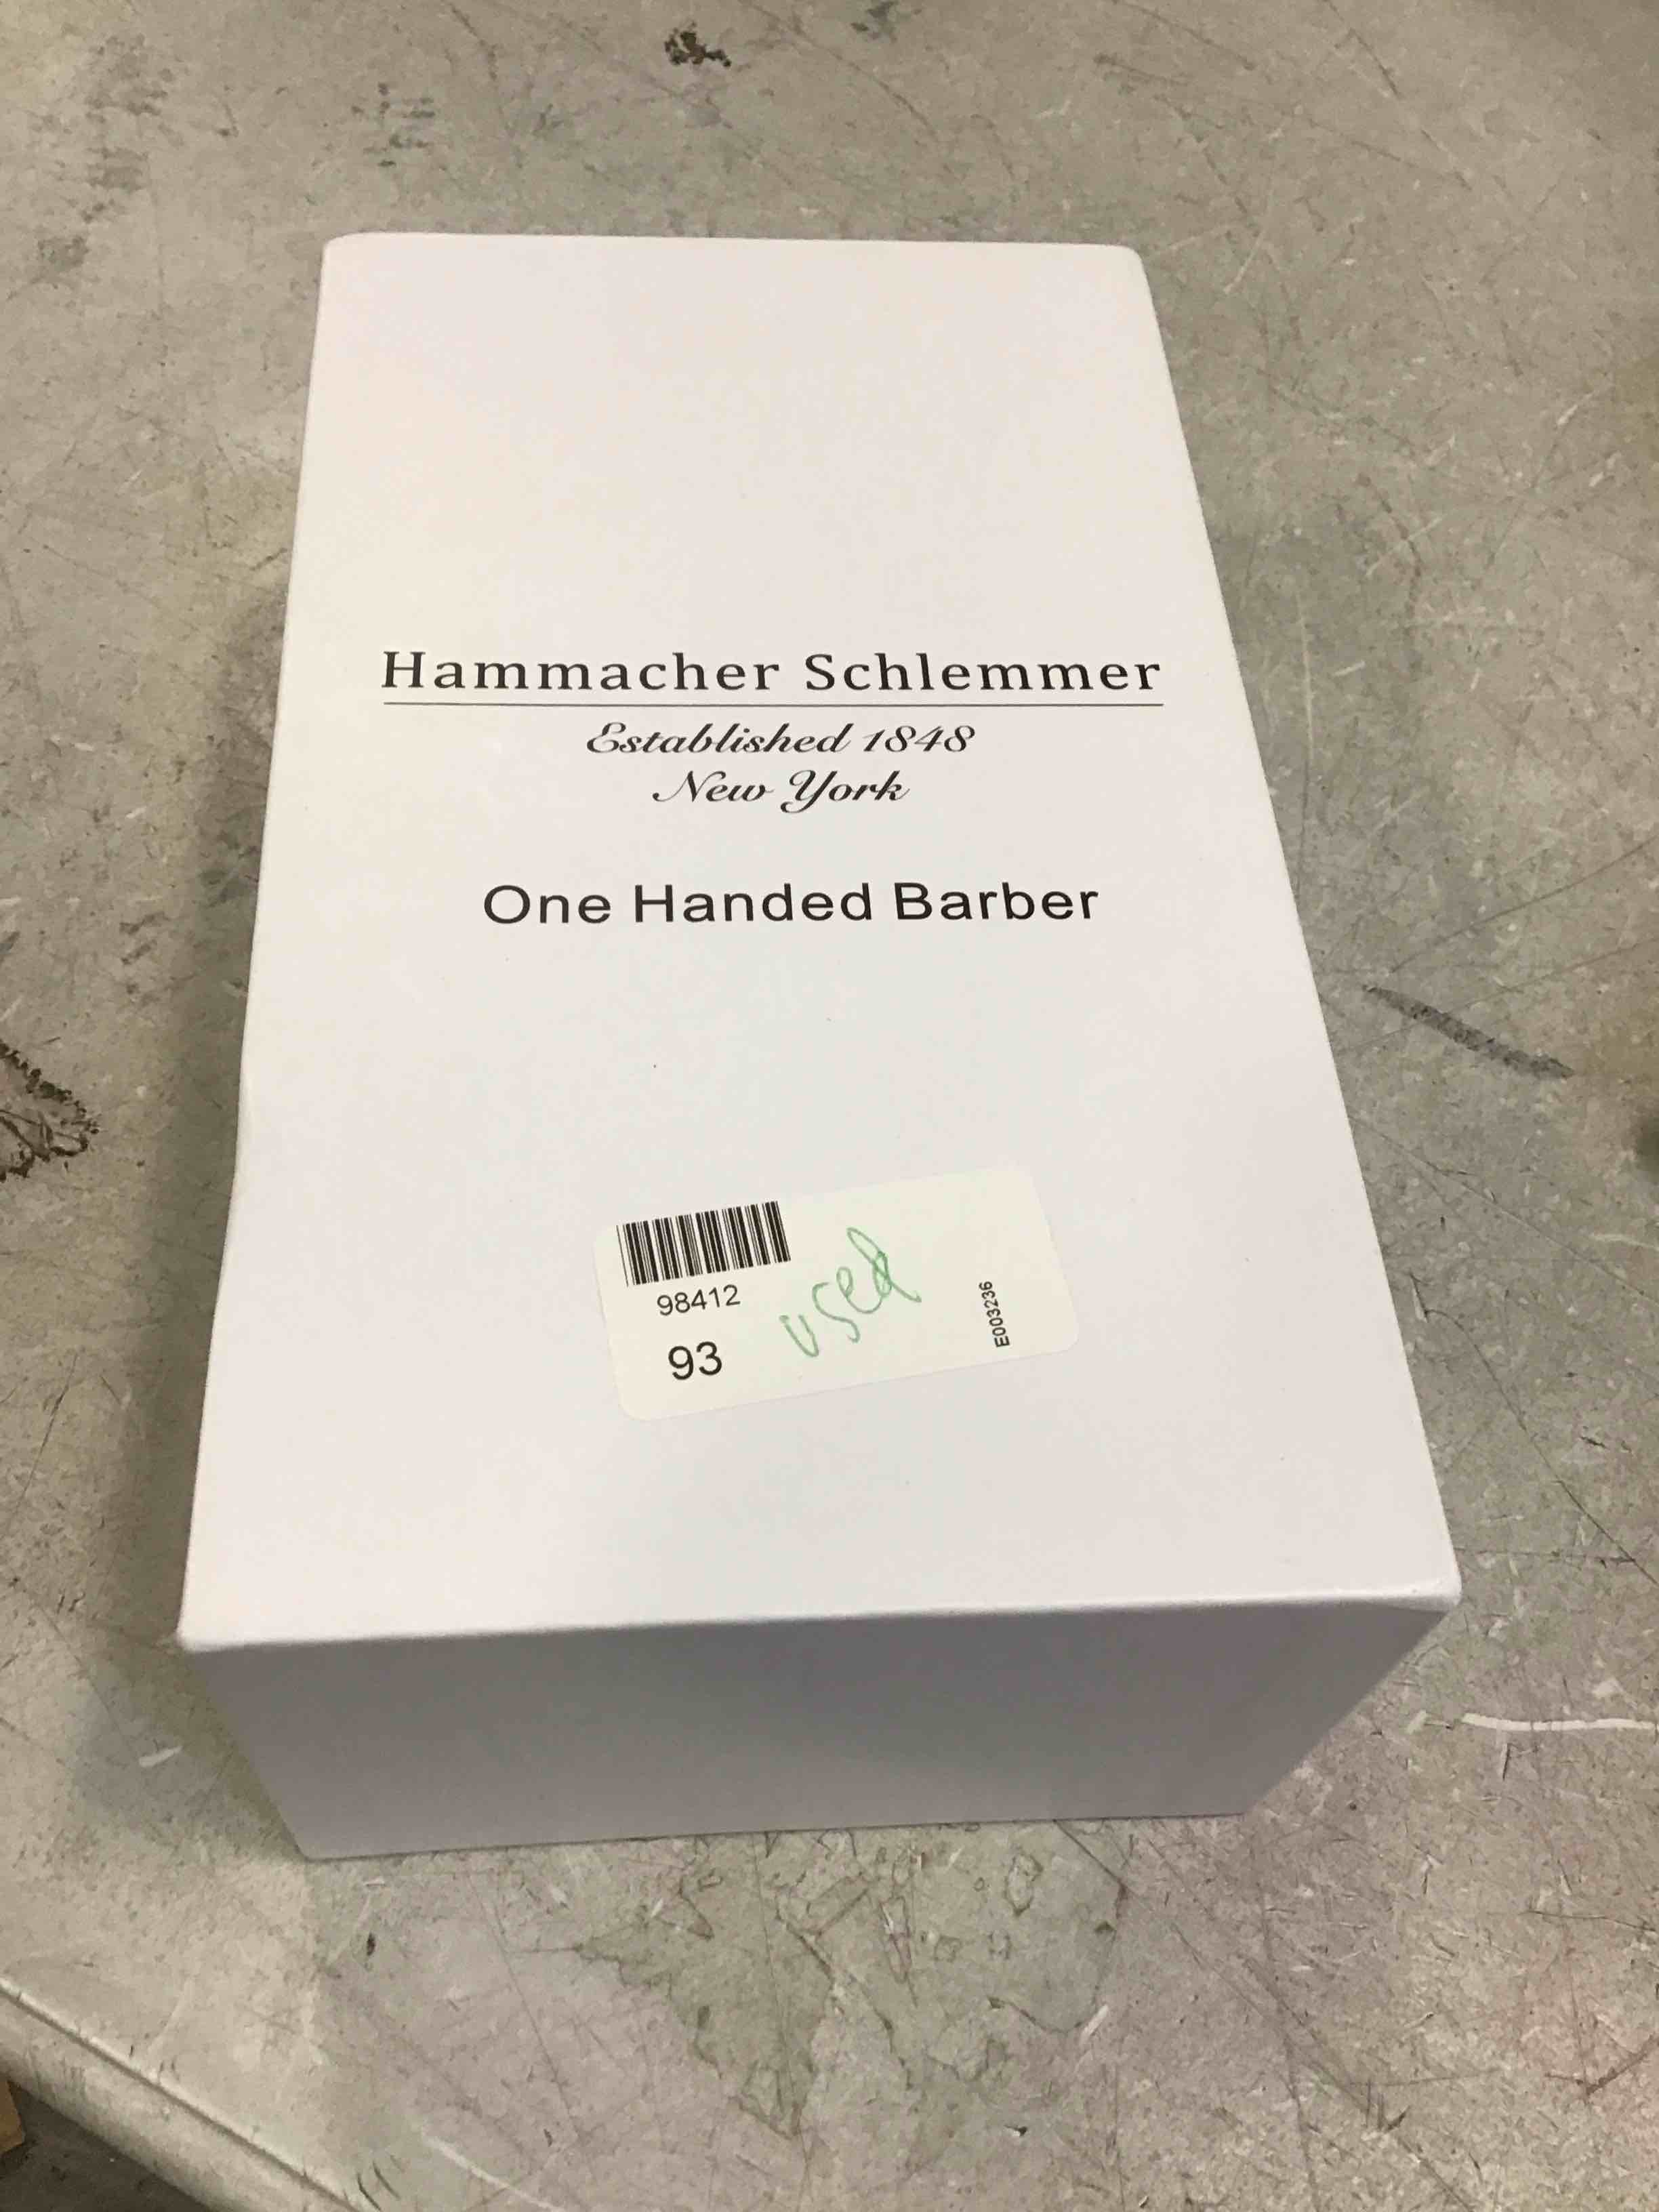 Hammacher Schlemmer
Established 1848
New York
One Handed Barber
98412
93
used
E003236